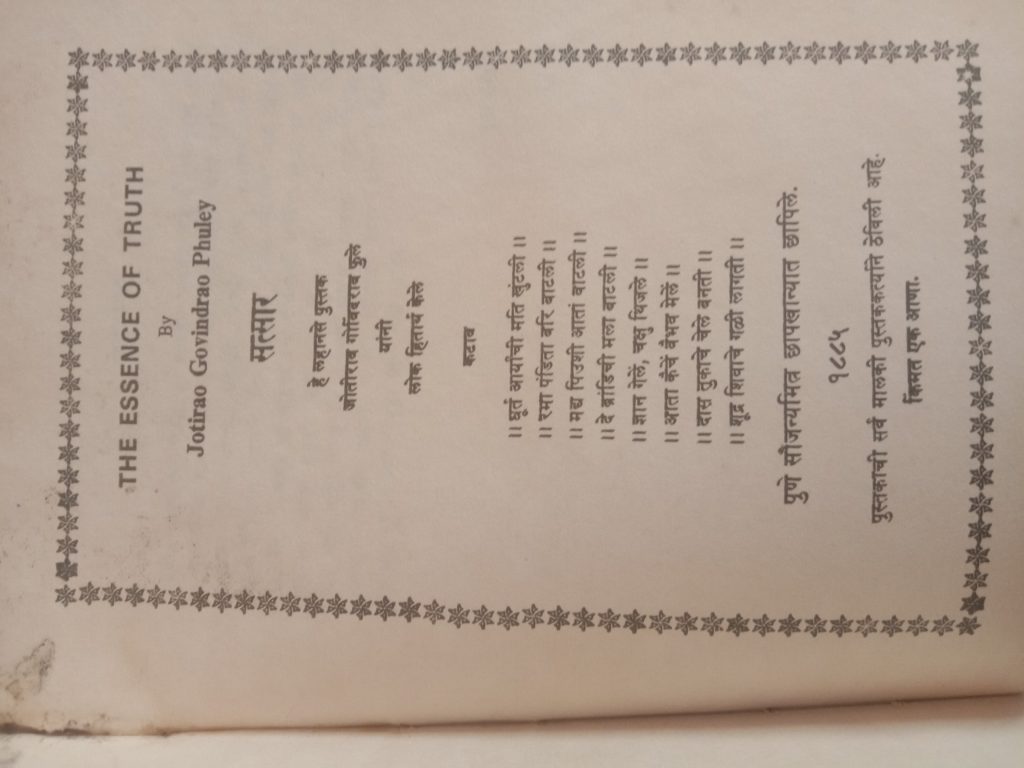 THE ESSENCE OF TRUTH
By
Jotirao Govindrao Phuley
सत्सार
हे लहानसे पुस्तक
जोतीराव गोविंदराव फुले
यांनी
लोक हितार्थ केले
कटाव
॥ धूर्त आर्याची मति खुंटली ॥
॥ रमा पंडिता बरि बाटली ॥
॥ मद्य पिउशी आतां वाटली ॥
॥ दे ब्रांडिची मला बाटली ॥
॥ ज्ञान गेलें, चक्षु थिजले ॥
॥ आता कैचें वैभव मेलें ॥
॥ दास तुकाचे चेले बनती ॥
॥ शूद्र शिवाचे गळी लागती ॥
पुणे सौजन्यमित्र छापखान्यात छापिले.
१८८५
पुस्तकाची सर्व मालकी पुस्तककर्त्याने ठेविली आहे.
किंमत एक आणा.